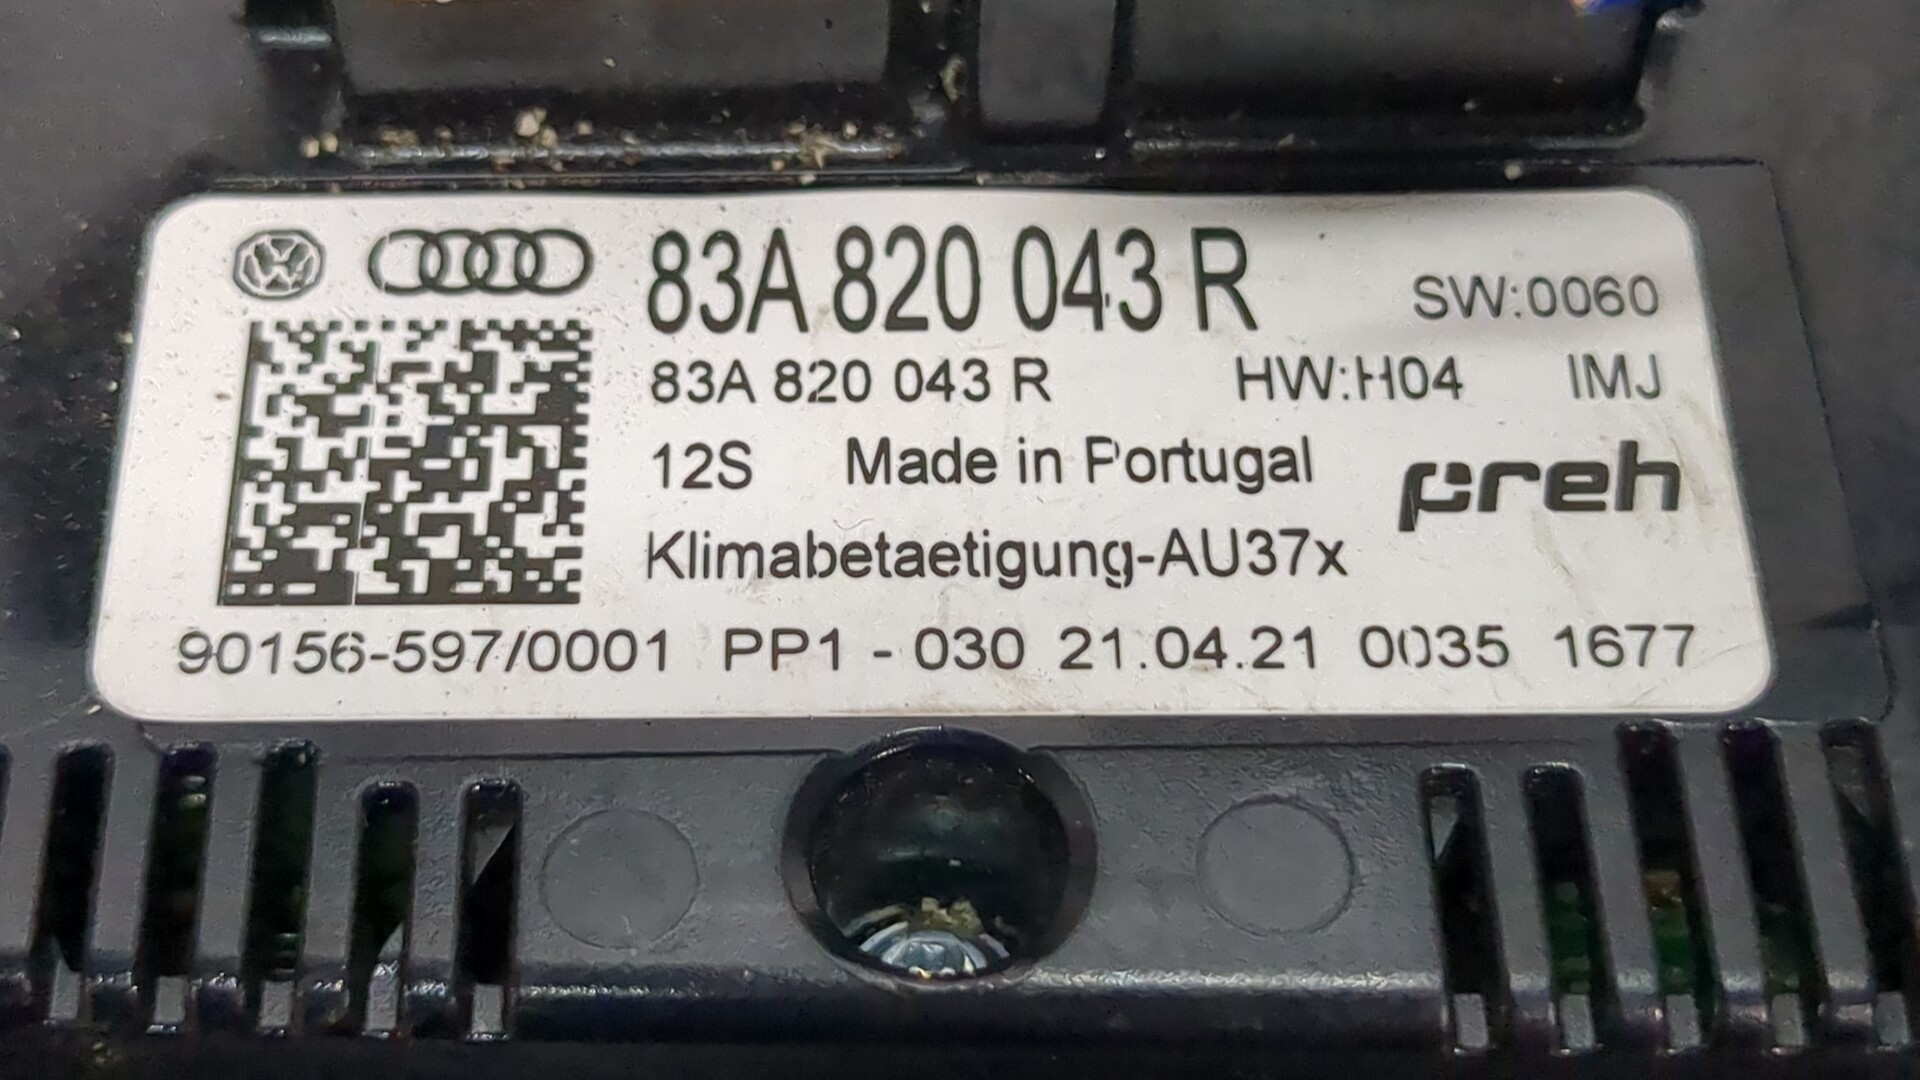 83A 820 043 R SW:0060
83A 820 043 R HW:H04 IMJ
12S Made in Portugal preh
Klimabetaetigung-AU37x
90156-597/0001 PP1 - 030 21.04.21 0035 1677